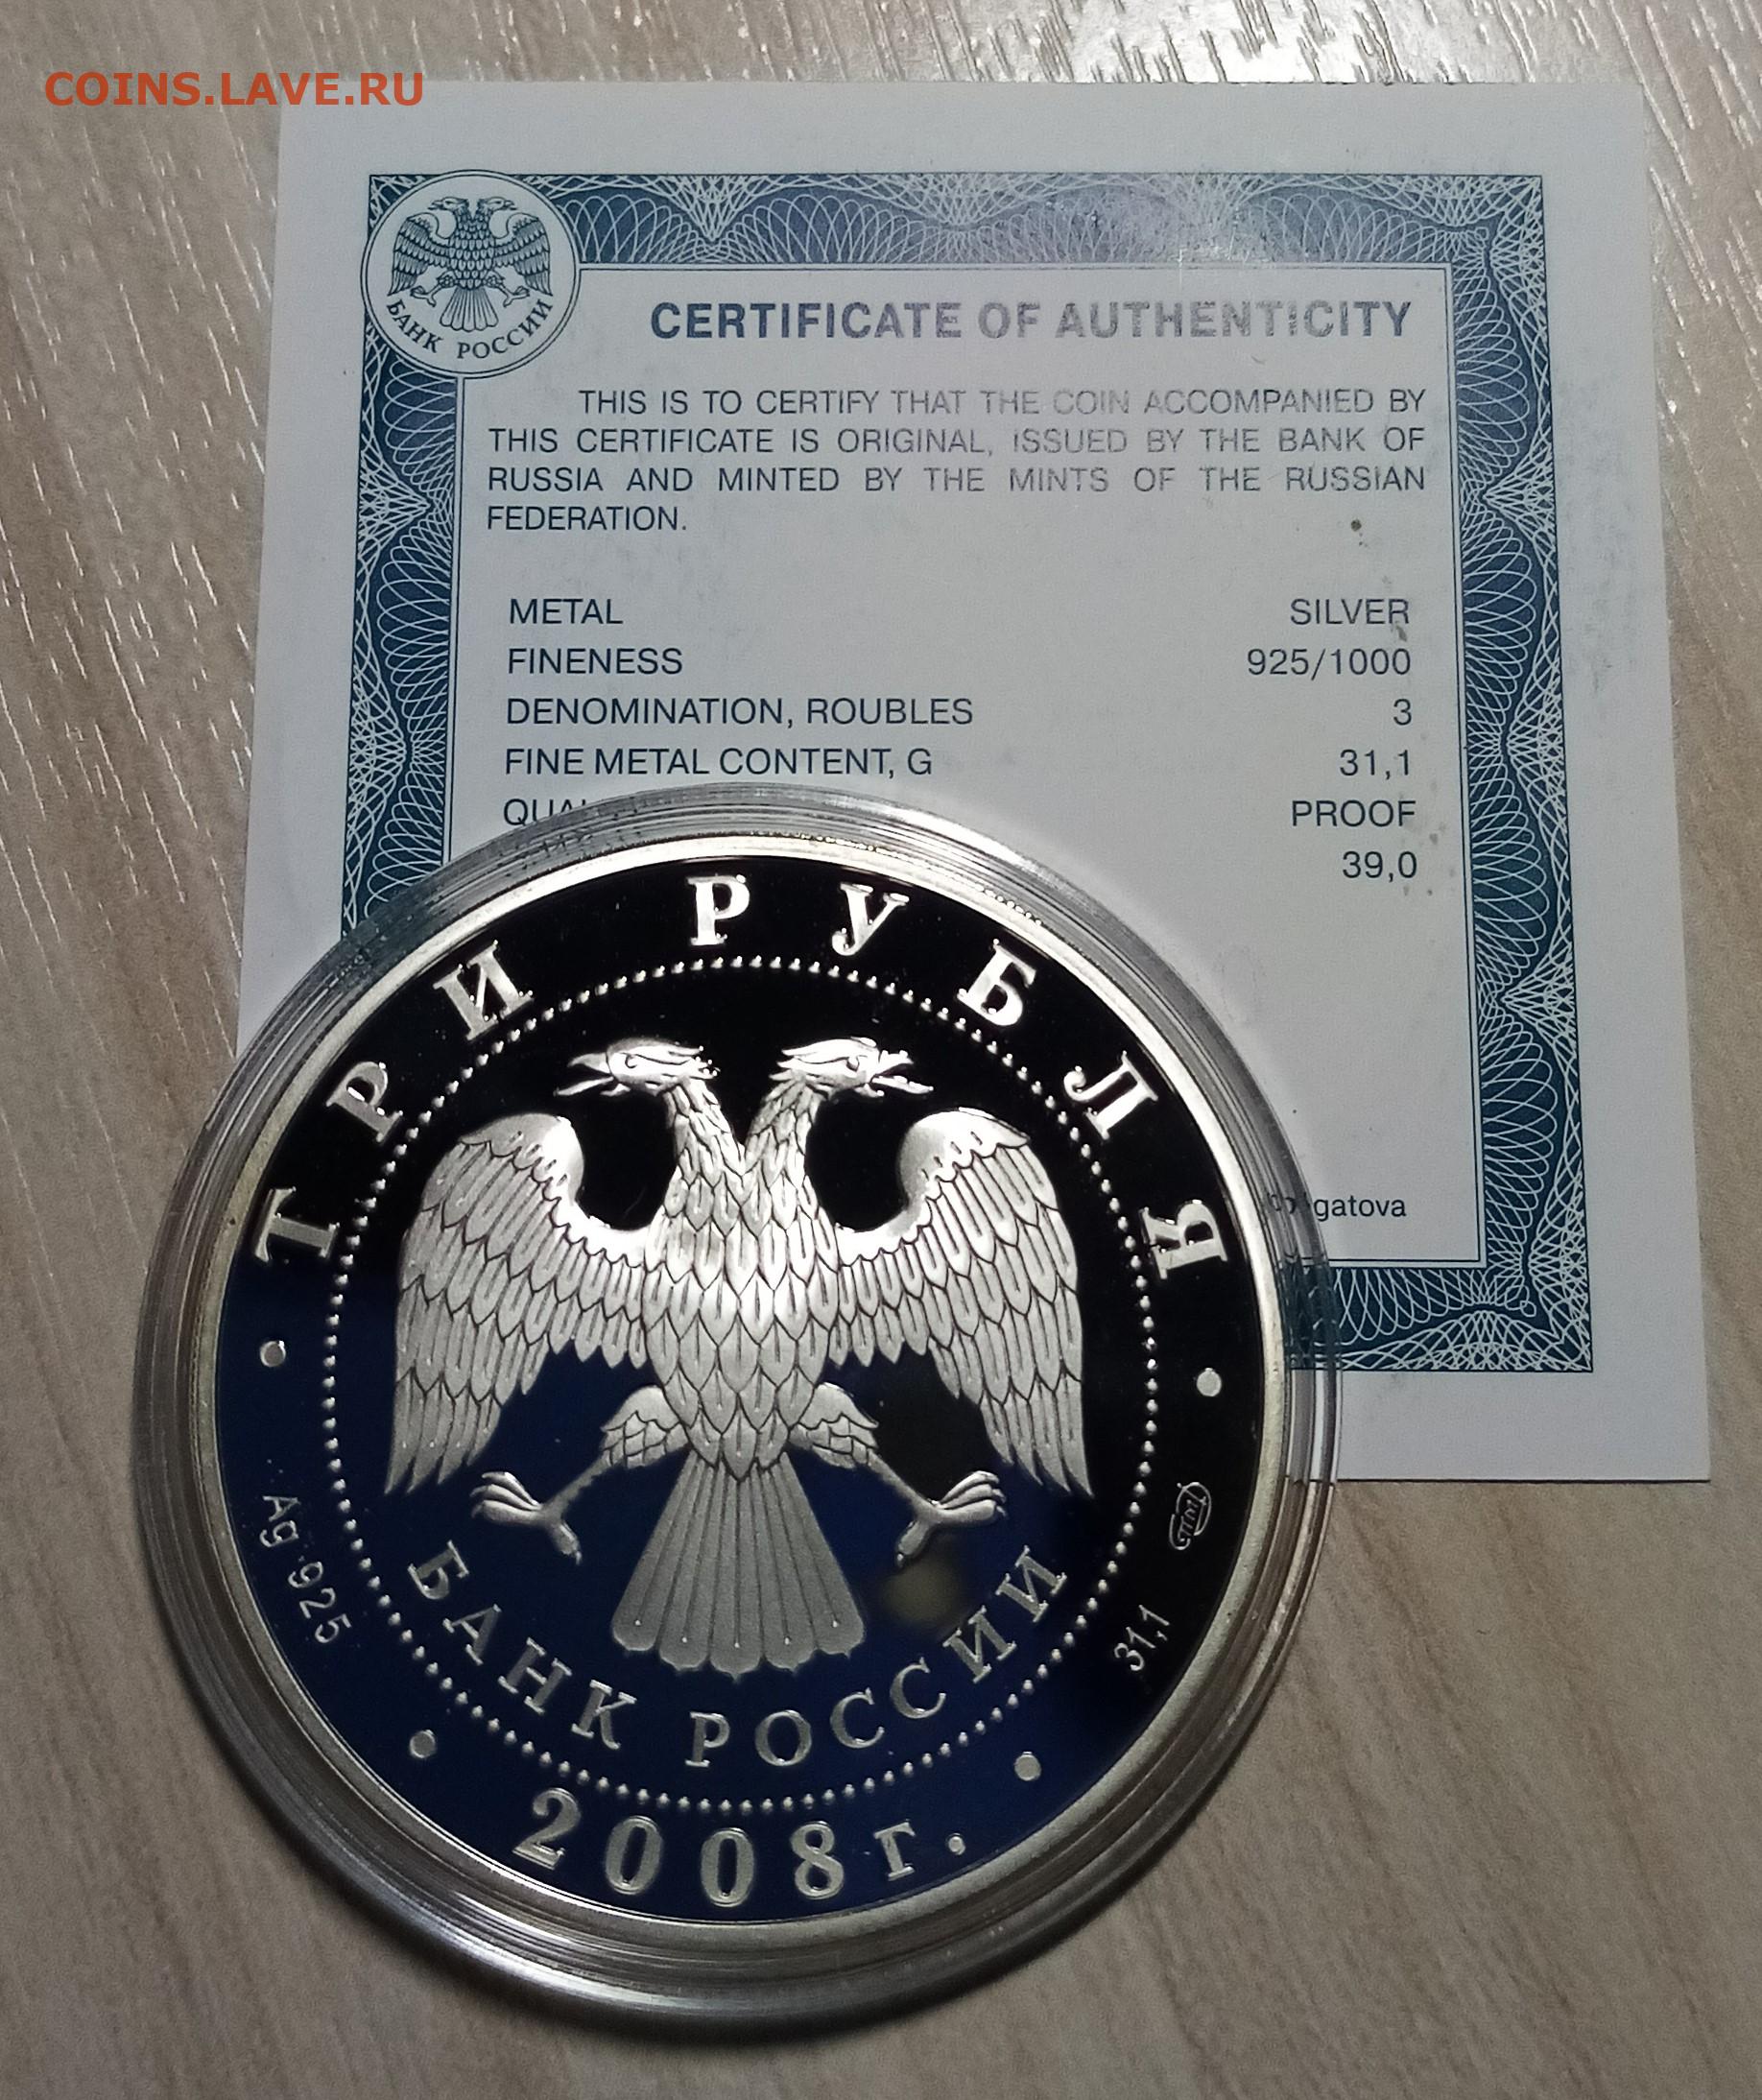 COINS.LAVE.RU
БАНК РОССИИ
CERTIFICATE OF AUTHENTICITY
THIS IS TO CERTIFY THAT THE COIN ACCOMPANIED BY
THIS CERTIFICATE IS ORIGINAL, ISSUED BY THE BANK OF
RUSSIA AND MINTED BY THE MINTS OF THE RUSSIAN
FEDERATION.
METAL SILVER
FINENESS 925/1000
DENOMINATION, ROUBLES 3
FINE METAL CONTENT, G 31,1
PROOF
39,0
ТРИ РУБЛЯ
Ag 925
31,1
БАНК РОССИИ
2008 г.